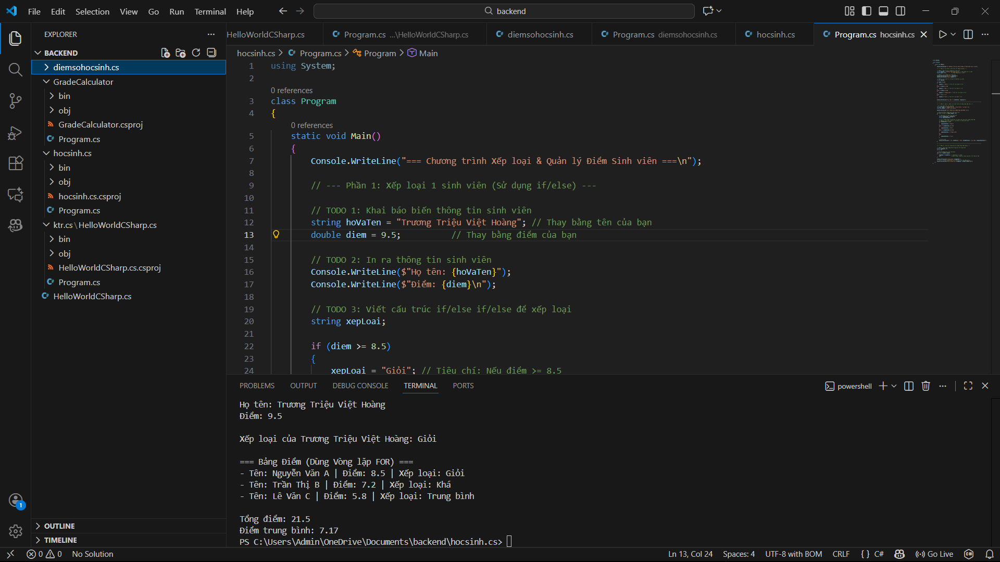 File Edit Selection View Go Run Terminal Help
backend
EXPLORER
BACKEND
diemsohocsinh.cs
GradeCalculator
bin
obj
GradeCalculator.csproj
Program.cs
hocsinh.cs
bin
obj
hocsinh.cs.csproj
Program.cs
ktr.cs\HelloWorldCSharp.cs
bin
obj
HelloWorldCSharp.cs.csproj
Program.cs
HelloWorldCSharp.cs
OUTLINE
TIMELINE
HelloWorldCSharp.cs
Program.cs ...\HelloWorldCSharp.cs
diemsohocsinh.cs
Program.cs diemsohocsinh.cs
hocsinh.cs
Program.cs hocsinh.cs
hocsinh.cs > Program.cs > Program > Main
1 using System;
2
0 references
3 class Program
4 {
0 references
5 static void Main()
6 {
7 Console.WriteLine("=== Chương trình Xếp loại & Quản lý Điểm Sinh viên ===\n");
8
9 // --- Phần 1: Xếp loại 1 sinh viên (Sử dụng if/else) ---
10
11 // TODO 1: Khai báo biến thông tin sinh viên
12 string hoVaTen = "Trương Triệu Việt Hoàng"; // Thay bằng tên của bạn
13 double diem = 9.5; // Thay bằng điểm của bạn
14
15 // TODO 2: In ra thông tin sinh viên
16 Console.WriteLine($"Họ tên: {hoVaTen}");
17 Console.WriteLine($"Điểm: {diem}\n");
18
19 // TODO 3: Viết cấu trúc if/else if/else để xếp loại
20 string xepLoai;
21
22 if (diem >= 8.5)
23 {
24 xepLoai = "Giỏi"; // Tiêu chí: Nếu điểm >= 8.5
PROBLEMS OUTPUT DEBUG CONSOLE TERMINAL PORTS
powershell
Họ tên: Trương Triệu Việt Hoàng
Điểm: 9.5
Xếp loại của Trương Triệu Việt Hoàng: Giỏi
=== Bảng Điểm (Dùng Vòng lặp FOR) ===
- Tên: Nguyễn Văn A | Điểm: 8.5 | Xếp loại: Giỏi
- Tên: Trần Thị B | Điểm: 7.2 | Xếp loại: Khá
- Tên: Lê Văn C | Điểm: 5.8 | Xếp loại: Trung bình
Tổng điểm: 21.5
Điểm trung bình: 7.17
PS C:\Users\Admin\OneDrive\Documents\backend\hocsinh.cs>
1
0 0 No Solution
Ln 13, Col 24 Spaces: 4 UTF-8 with BOM CRLF { } C# Go Live